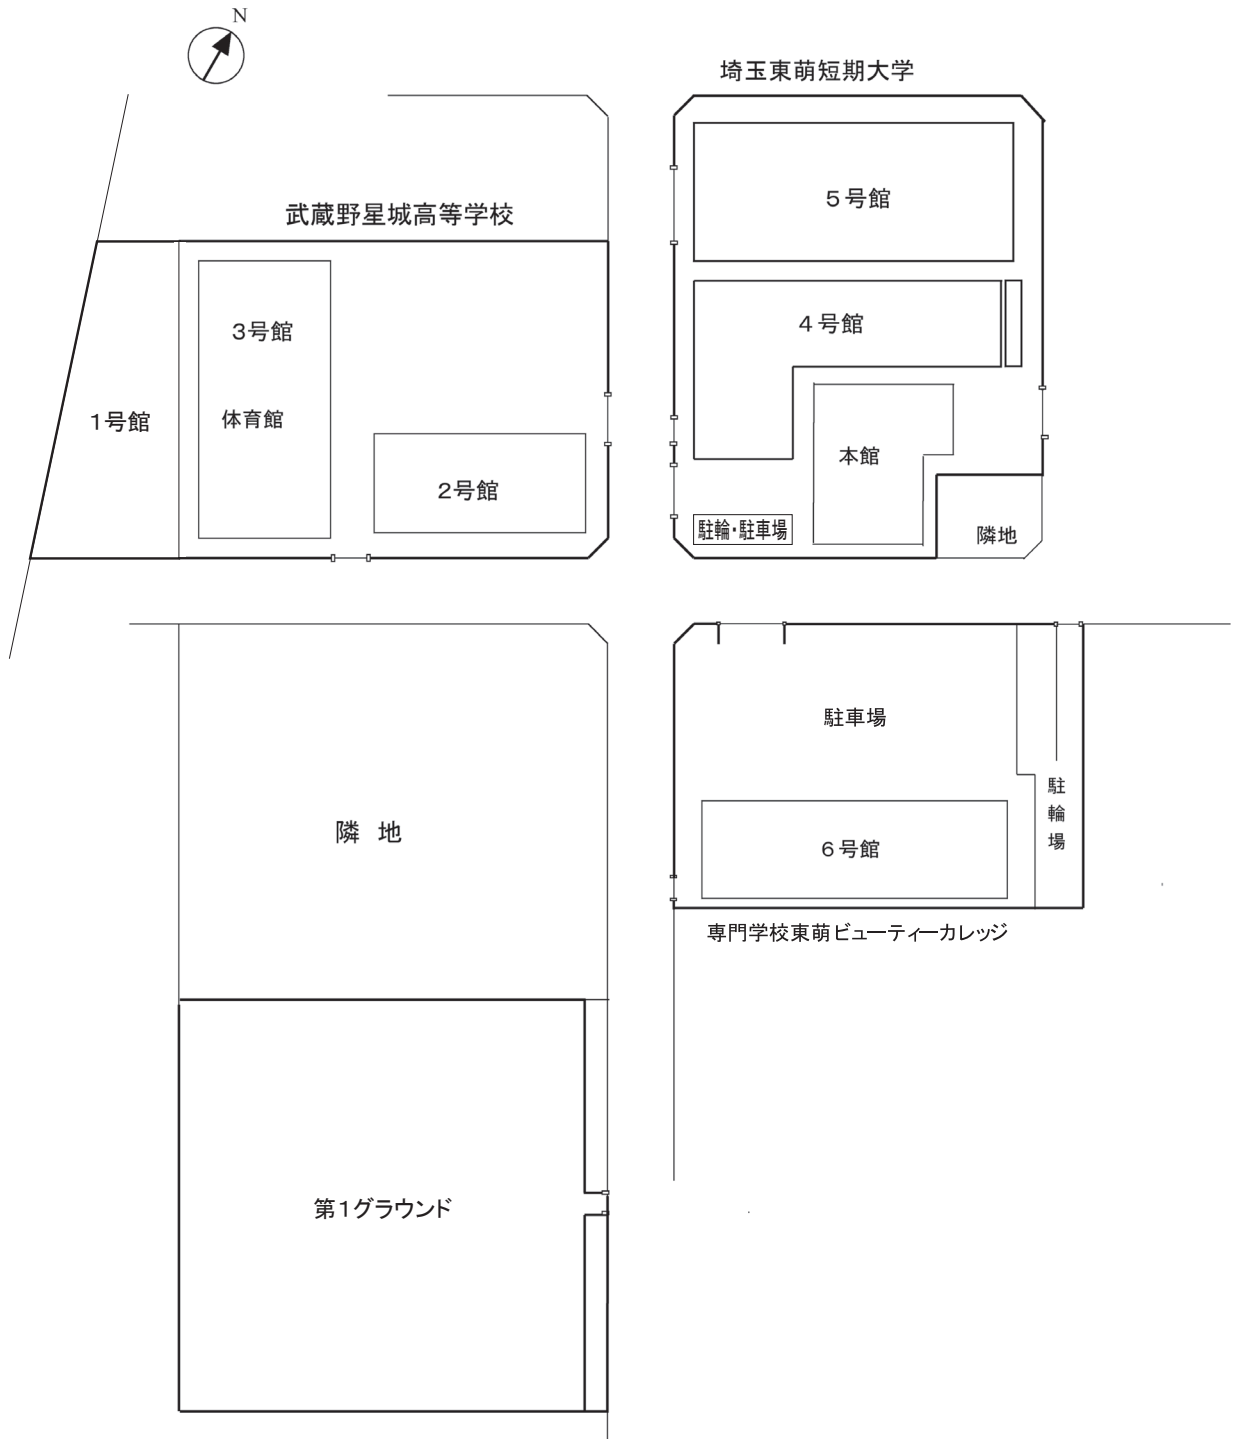 N
埼玉東萌短期大学
5号館
武蔵野星城高等学校
4号館
3号館
体育館
1号館
本館
2号館
駐輪・駐車場
隣地
駐車場
駐輪場
隣 地
6号館
専門学校東萌ビューティーカレッジ
第1グラウンド